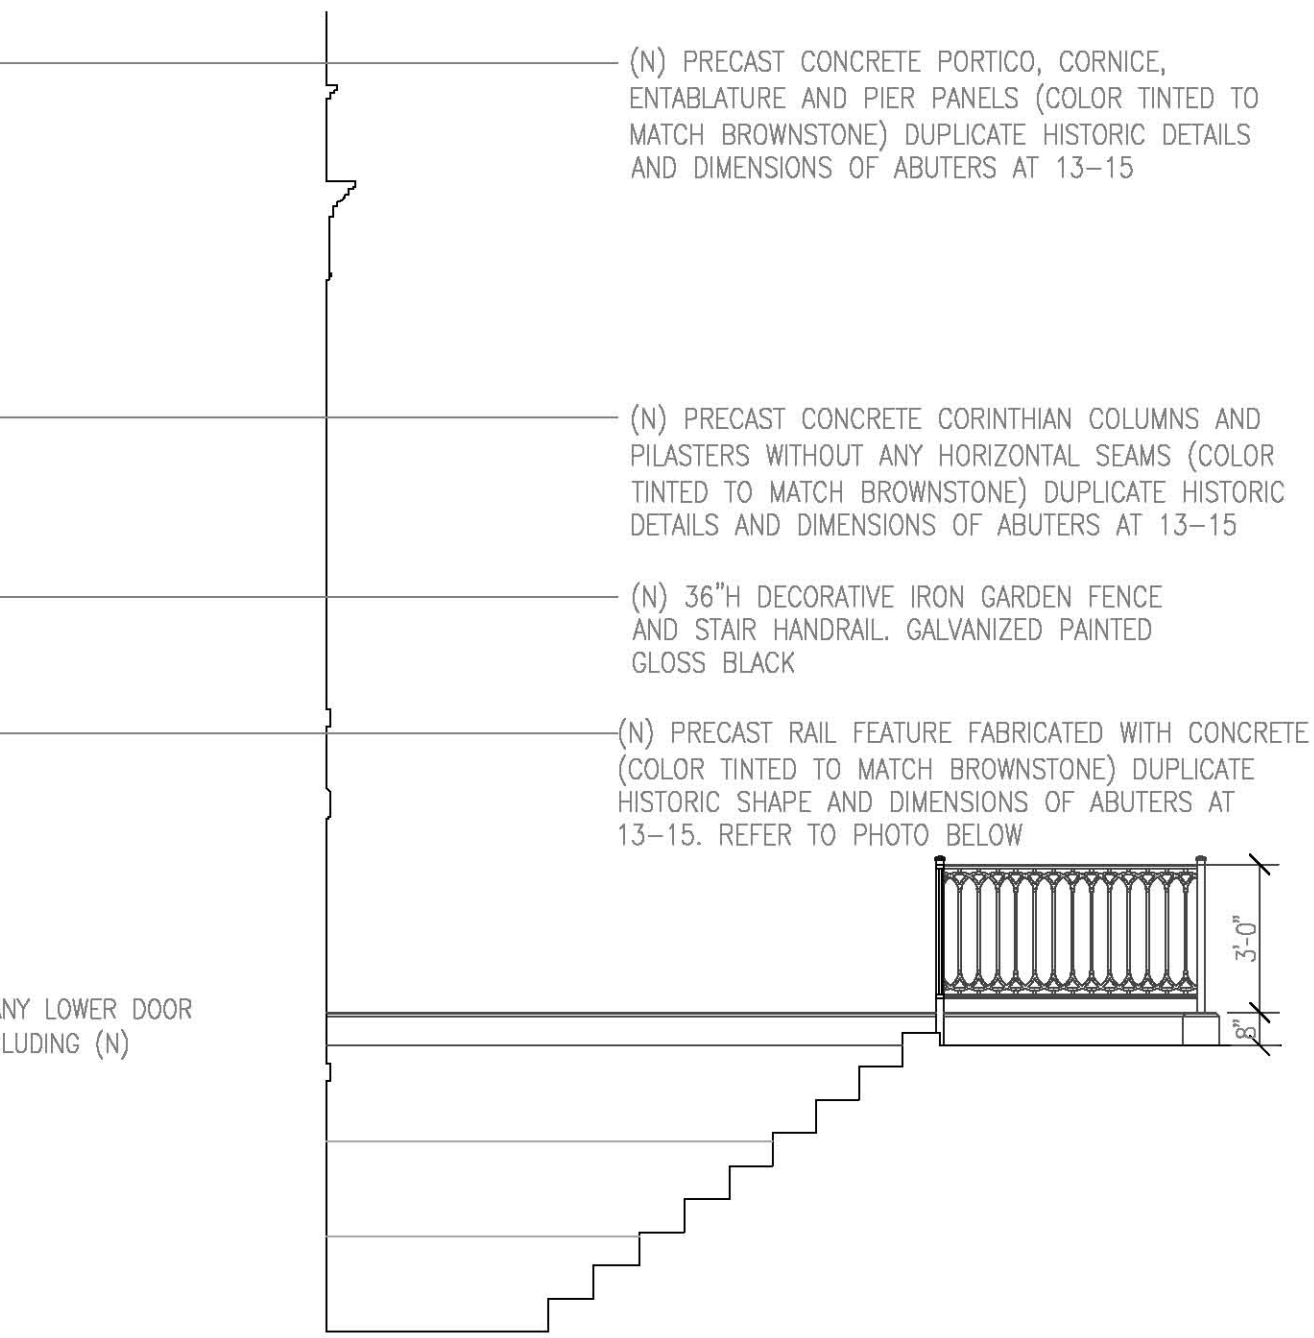 (N) PRECAST CONCRETE PORTICO, CORNICE,
ENTABLATURE AND PIER PANELS (COLOR TINTED TO
MATCH BROWNSTONE) DUPLICATE HISTORIC DETAILS
AND DIMENSIONS OF ABUTERS AT 13-15
(N) PRECAST CONCRETE CORINTHIAN COLUMNS AND
PILASTERS WITHOUT ANY HORIZONTAL SEAMS (COLOR
TINTED TO MATCH BROWNSTONE) DUPLICATE HISTORIC
DETAILS AND DIMENSIONS OF ABUTERS AT 13-15
(N) 36"H DECORATIVE IRON GARDEN FENCE
AND STAIR HANDRAIL. GALVANIZED PAINTED
GLOSS BLACK
(N) PRECAST RAIL FEATURE FABRICATED WITH CONCRETE
(COLOR TINTED TO MATCH BROWNSTONE) DUPLICATE
HISTORIC SHAPE AND DIMENSIONS OF ABUTERS AT
13-15. REFER TO PHOTO BELOW
3'-0"
8"
ANY LOWER DOOR
LUDING (N)